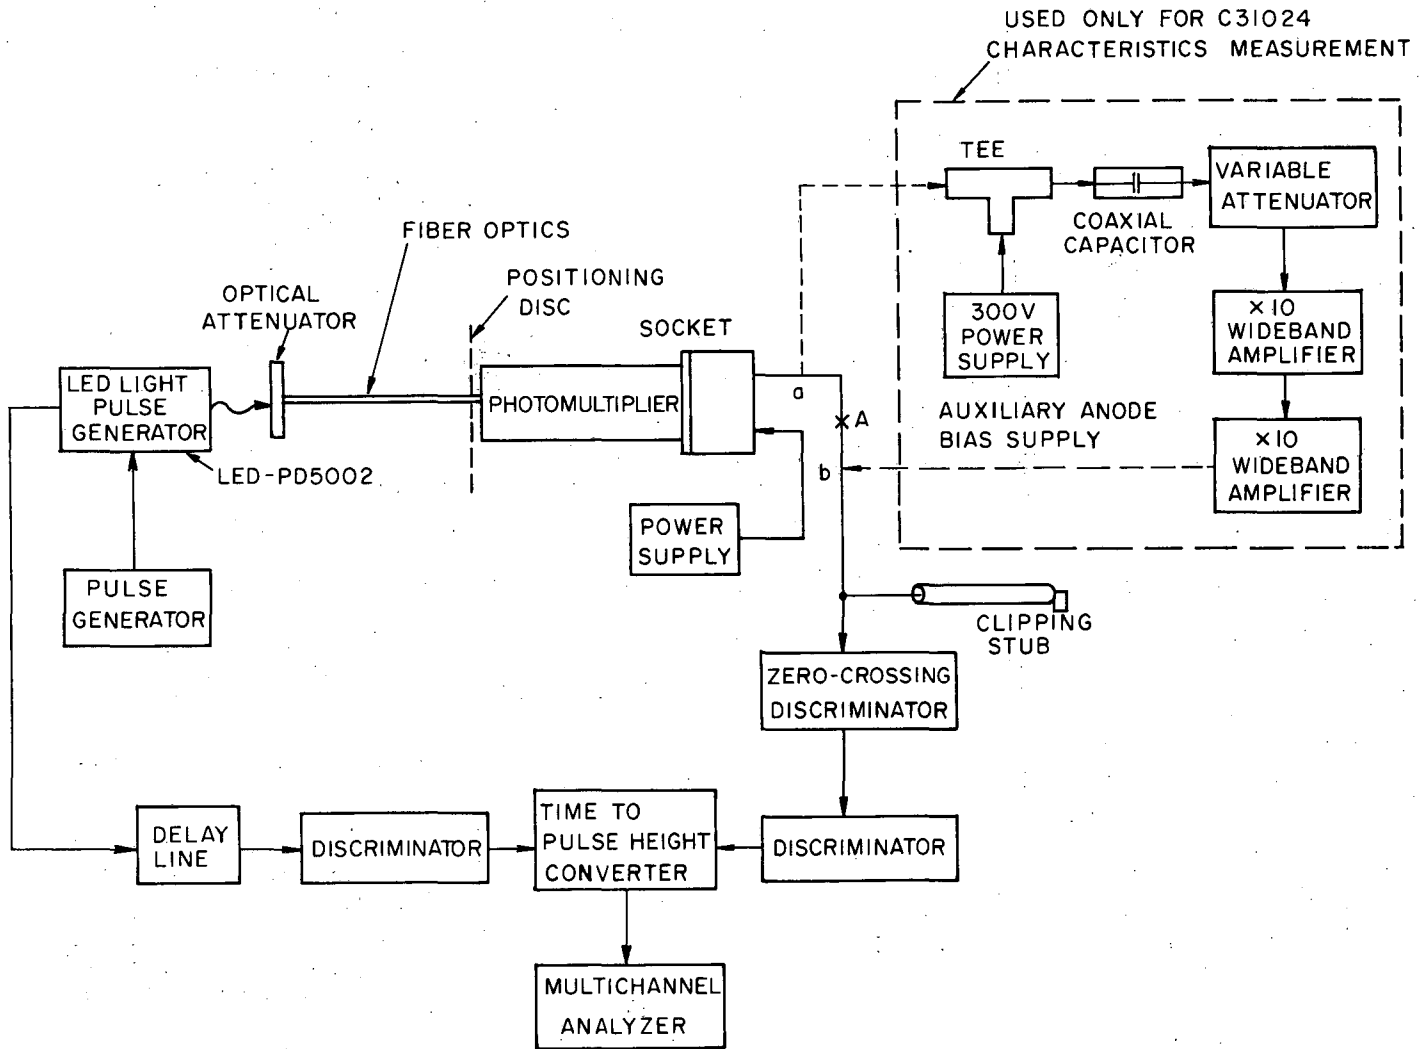 USED ONLY FOR C31024
CHARACTERISTICS MEASUREMENT
TEE
VARIABLE
ATTENUATOR
COAXIAL
CAPACITOR
FIBER OPTICS
POSITIONING
DISC
OPTICAL
ATTENUATOR
SOCKET
300V
POWER
SUPPLY
×10
WIDEBAND
AMPLIFIER
LED LIGHT
PULSE
GENERATOR
PHOTOMULTIPLIER
a
A
AUXILIARY ANODE
BIAS SUPPLY
×10
WIDEBAND
AMPLIFIER
LED-PD5002
b
POWER
SUPPLY
PULSE
GENERATOR
CLIPPING
STUB
ZERO-CROSSING
DISCRIMINATOR
DELAY
LINE
DISCRIMINATOR
TIME TO
PULSE HEIGHT
CONVERTER
DISCRIMINATOR
MULTICHANNEL
ANALYZER